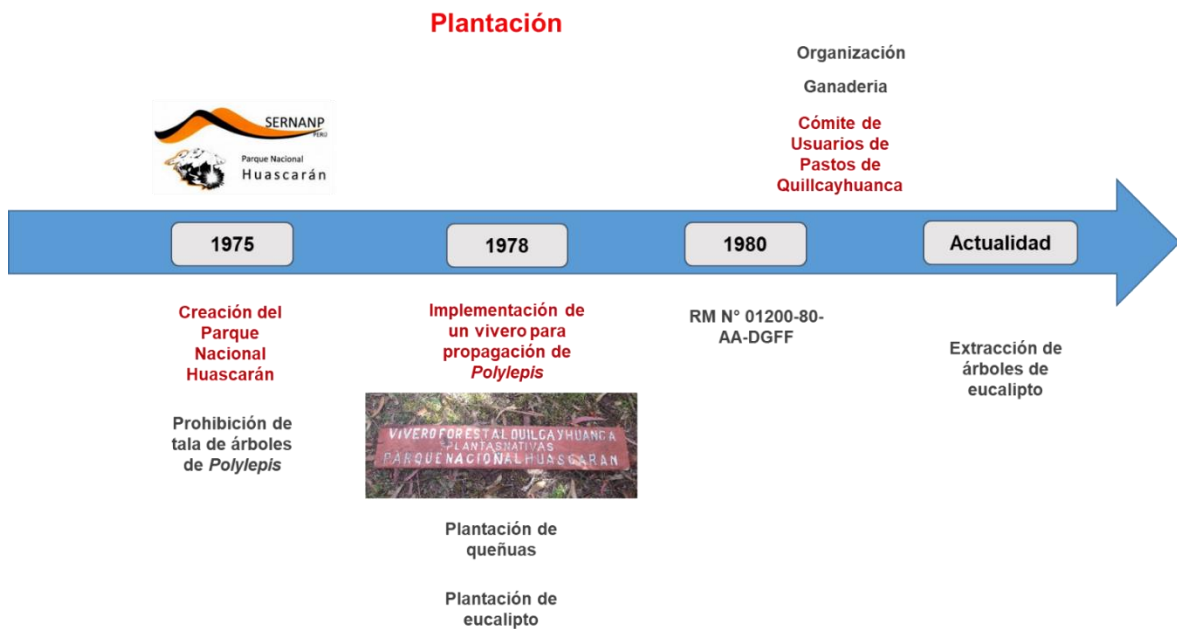 Plantación
Organización
Ganaderia
Cómite de
Usuarios de
Pastos de
Quillcayhuanca
SERNANP
PERÚ
Parque Nacional
Huascarán
1975
1978
1980
Actualidad
Creación del
Parque
Nacional
Huascarán
Prohibición de
tala de árboles
de Polylepis
Implementación de
un vivero para
propagación de
Polylepis
VIVERO FORESTAL QUILCAYHUANCA
PLANTAS NATIVAS
PARQUE NACIONAL HUASCARAN
Plantación de
queñuas
Plantación de
eucalipto
RM N° 01200-80-
AA-DGFF
Extracción de
árboles de
eucalipto